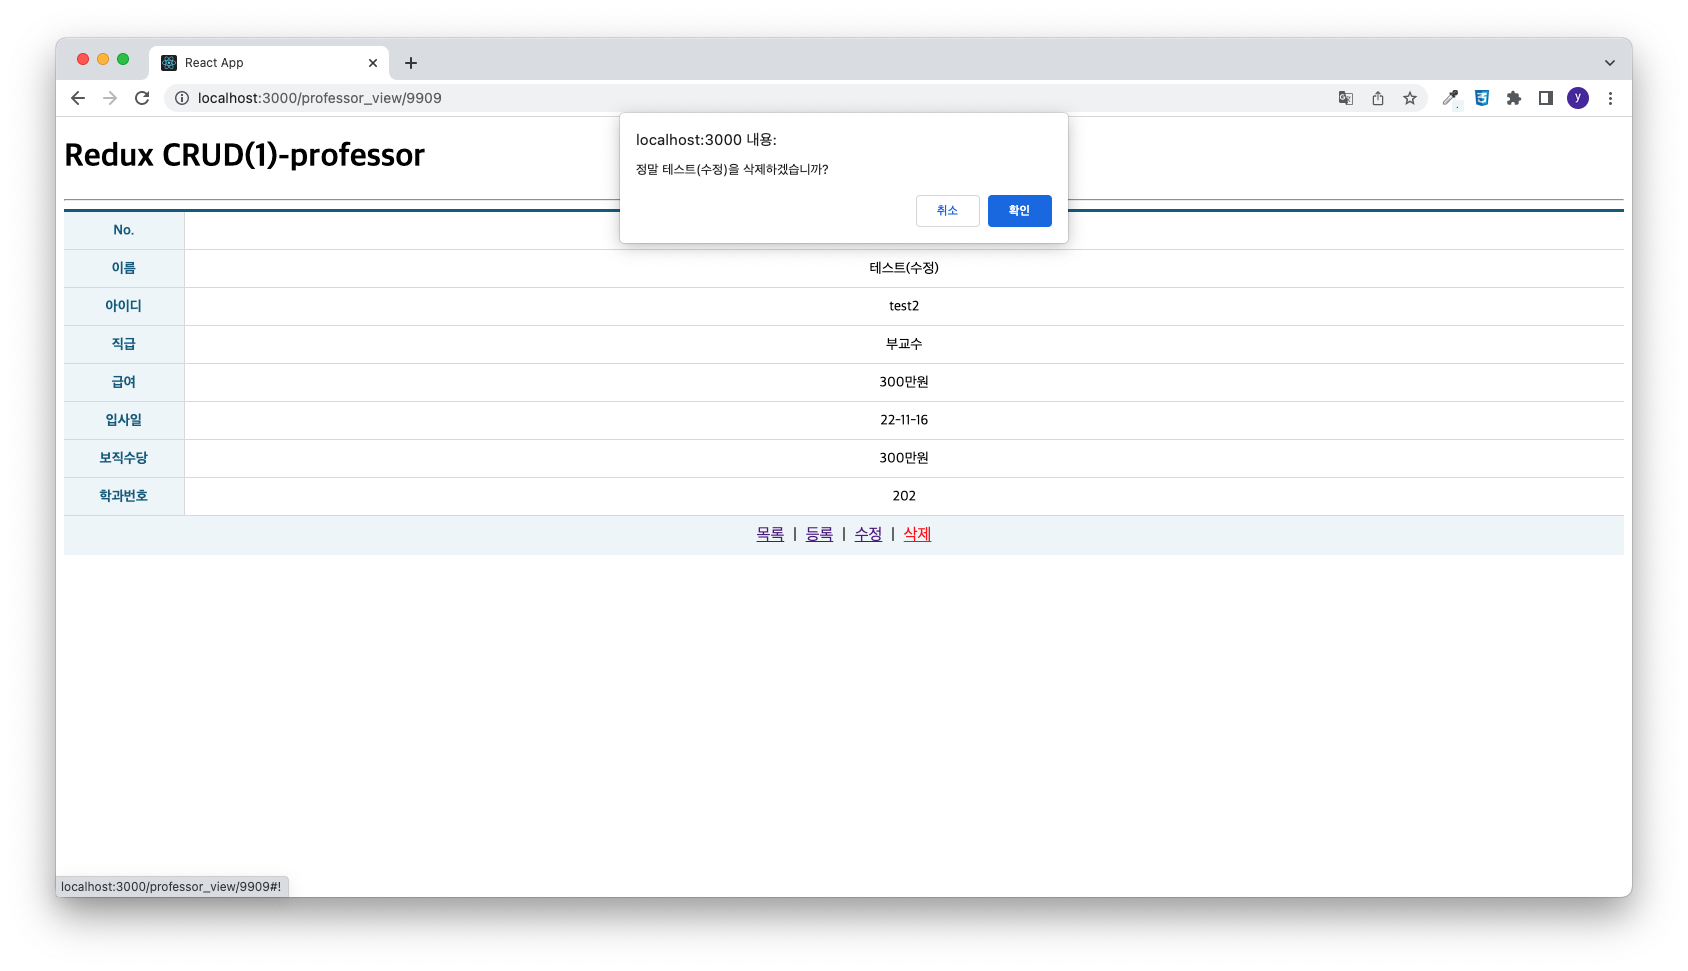 React App
localhost:3000/professor_view/9909
y
localhost:3000 내용:
정말 테스트(수정)을 삭제하겠습니까?
취소 확인
Redux CRUD(1)-professor
No.
이름 테스트(수정)
아이디 test2
직급 부교수
급여 300만원
입사일 22-11-16
보직수당 300만원
학과번호 202
목록 | 등록 | 수정 | 삭제
localhost:3000/professor_view/9909#!